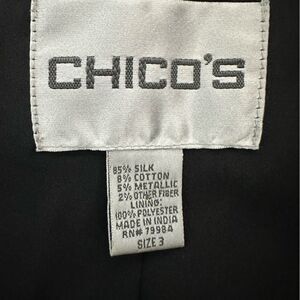 CHICO'S
85% SILK
8% COTTON
5% METALLIC
2% OTHER FIBER
LINING:
100% POLYESTER
MADE IN INDIA
RN# 79984
SIZE 3